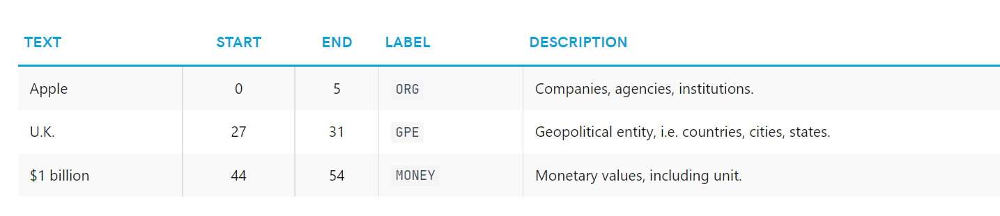 TEXT START END LABEL DESCRIPTION
Apple 0 5 ORG Companies, agencies, institutions.
U.K. 27 31 GPE Geopolitical entity, i.e. countries, cities, states.
$1 billion 44 54 MONEY Monetary values, including unit.